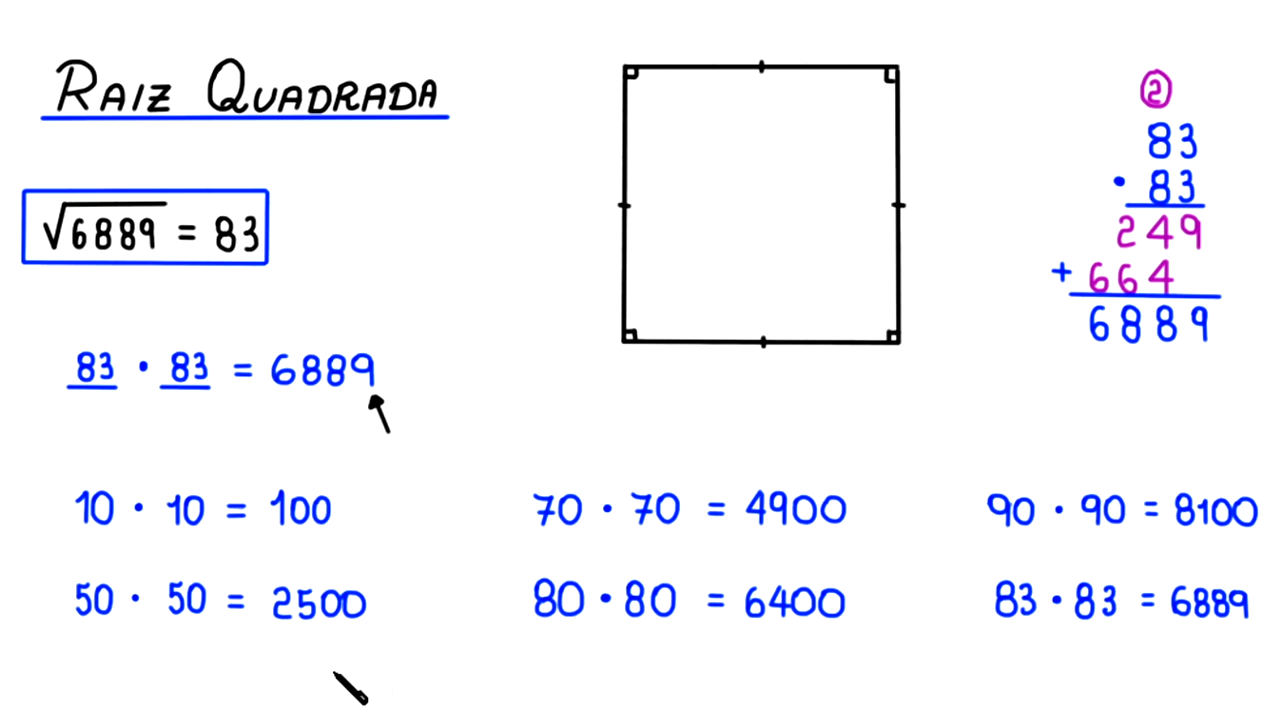 RAIZ QUADRADA
√6889 = 83
83 · 83 = 6889
10 · 10 = 100
50 · 50 = 2500
70 · 70 = 4900
80 · 80 = 6400
90 · 90 = 8100
83 · 83 = 6889
2
83
· 83
249
+ 664
6889